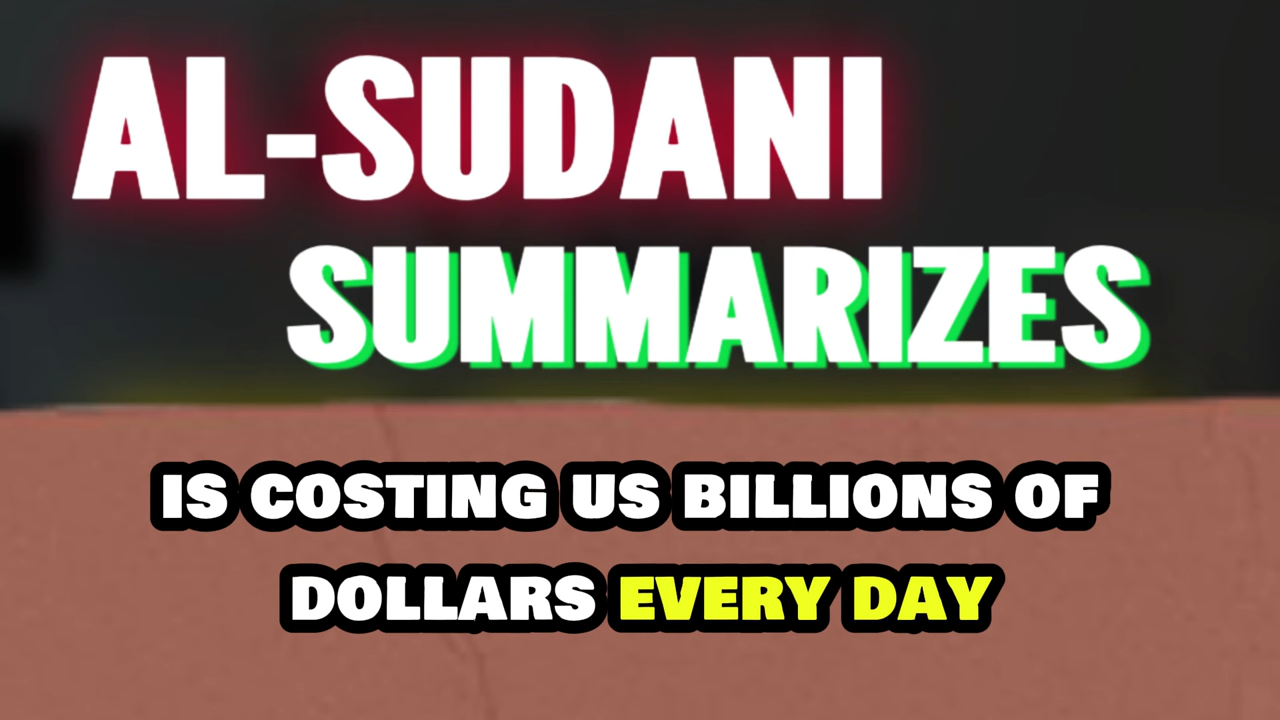 AL-SUDANI
SUMMARIZES
IS COSTING US BILLIONS OF
DOLLARS EVERY DAY